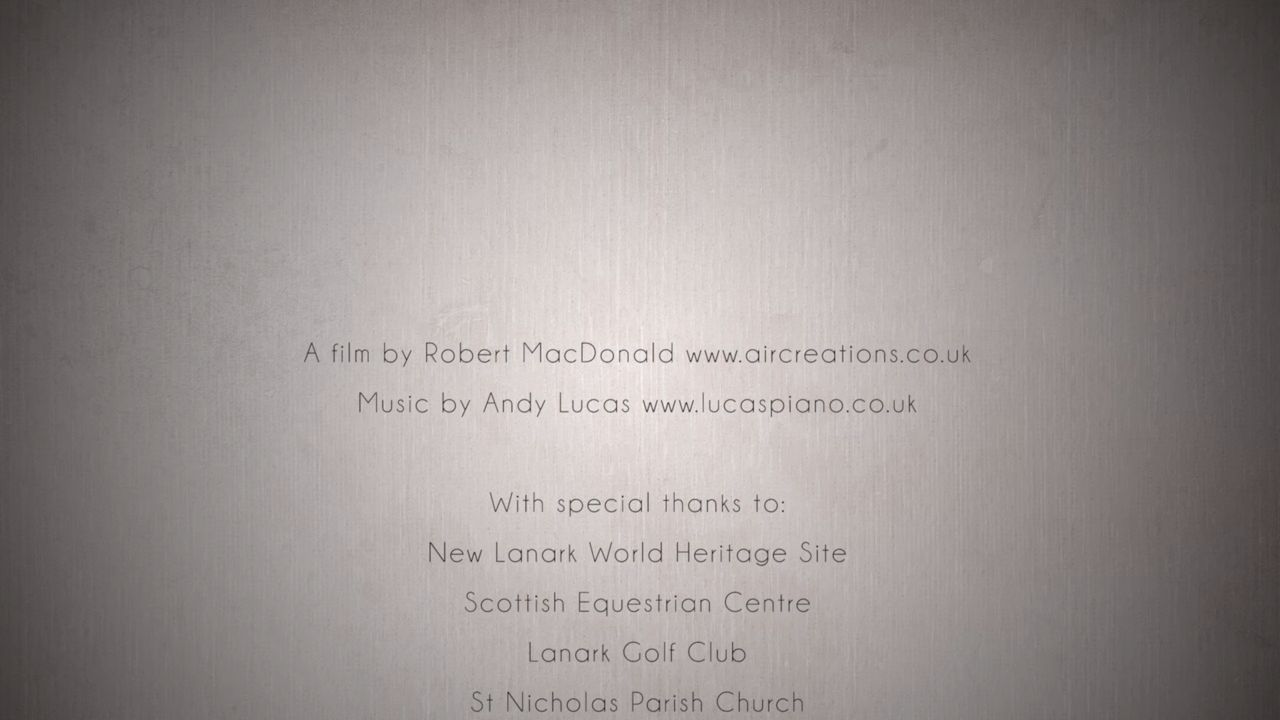 A film by Robert MacDonald www.aircreations.co.uk
Music by Andy Lucas www.lucaspiano.co.uk
With special thanks to:
New Lanark World Heritage Site
Scottish Equestrian Centre
Lanark Golf Club
St Nicholas Parish Church